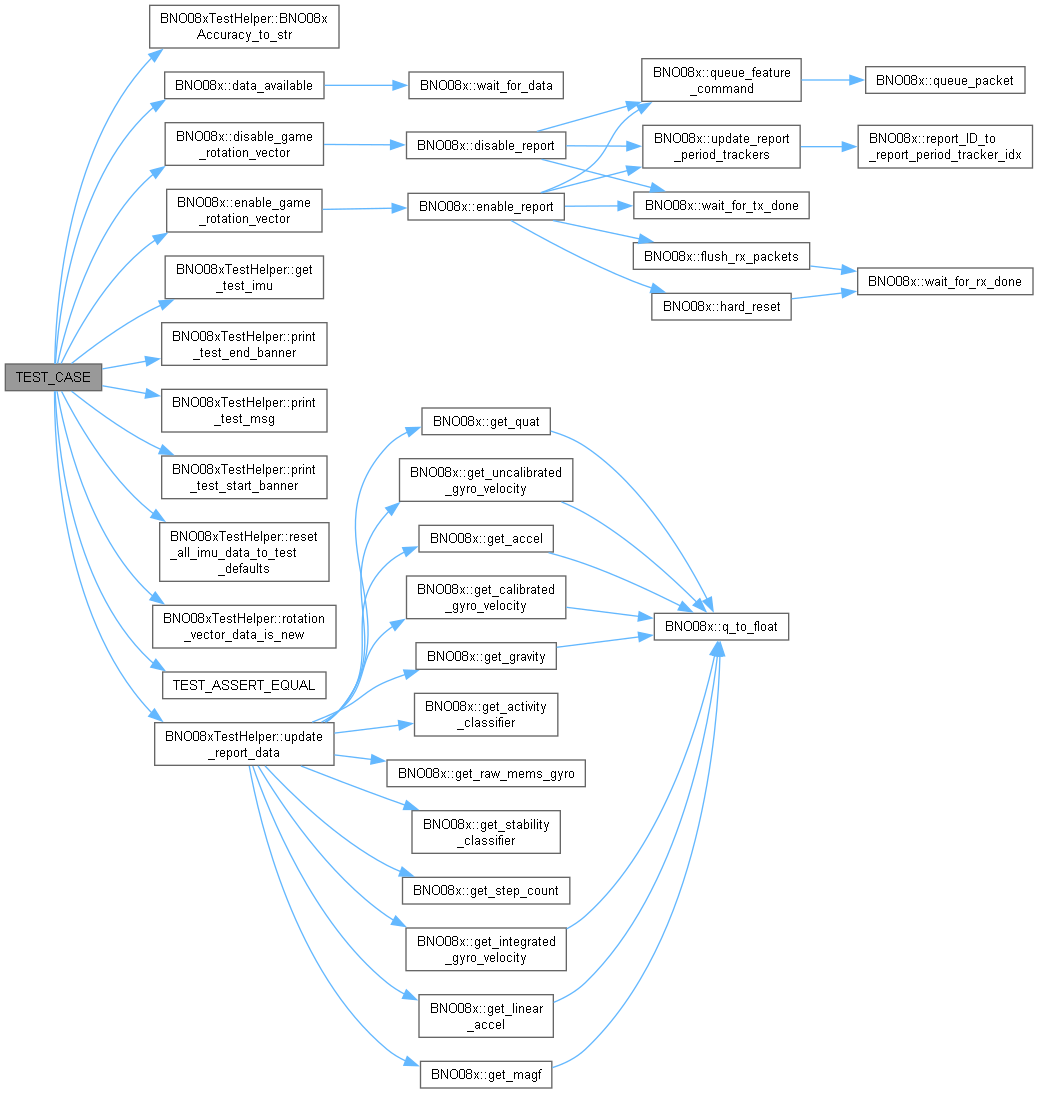 BNO08xTestHelper::BNO08x
Accuracy_to_str
BNO08x::data_available
BNO08x::wait_for_data
BNO08x::queue_feature
_command
BNO08x::queue_packet
BNO08x::disable_game
_rotation_vector
BNO08x::disable_report
BNO08x::update_report
_period_trackers
BNO08x::report_ID_to
_report_period_tracker_idx
BNO08x::enable_game
_rotation_vector
BNO08x::enable_report
BNO08x::wait_for_tx_done
BNO08x::flush_rx_packets
BNO08x::wait_for_rx_done
BNO08x::hard_reset
BNO08xTestHelper::get
_test_imu
BNO08xTestHelper::print
_test_end_banner
TEST_CASE
BNO08xTestHelper::print
_test_msg
BNO08xTestHelper::print
_test_start_banner
BNO08xTestHelper::reset
_all_imu_data_to_test
_defaults
BNO08xTestHelper::rotation
_vector_data_is_new
TEST_ASSERT_EQUAL
BNO08xTestHelper::update
_report_data
BNO08x::get_quat
BNO08x::get_uncalibrated
_gyro_velocity
BNO08x::get_accel
BNO08x::get_calibrated
_gyro_velocity
BNO08x::get_gravity
BNO08x::q_to_float
BNO08x::get_activity
_classifier
BNO08x::get_raw_mems_gyro
BNO08x::get_stability
_classifier
BNO08x::get_step_count
BNO08x::get_integrated
_gyro_velocity
BNO08x::get_linear
_accel
BNO08x::get_magf